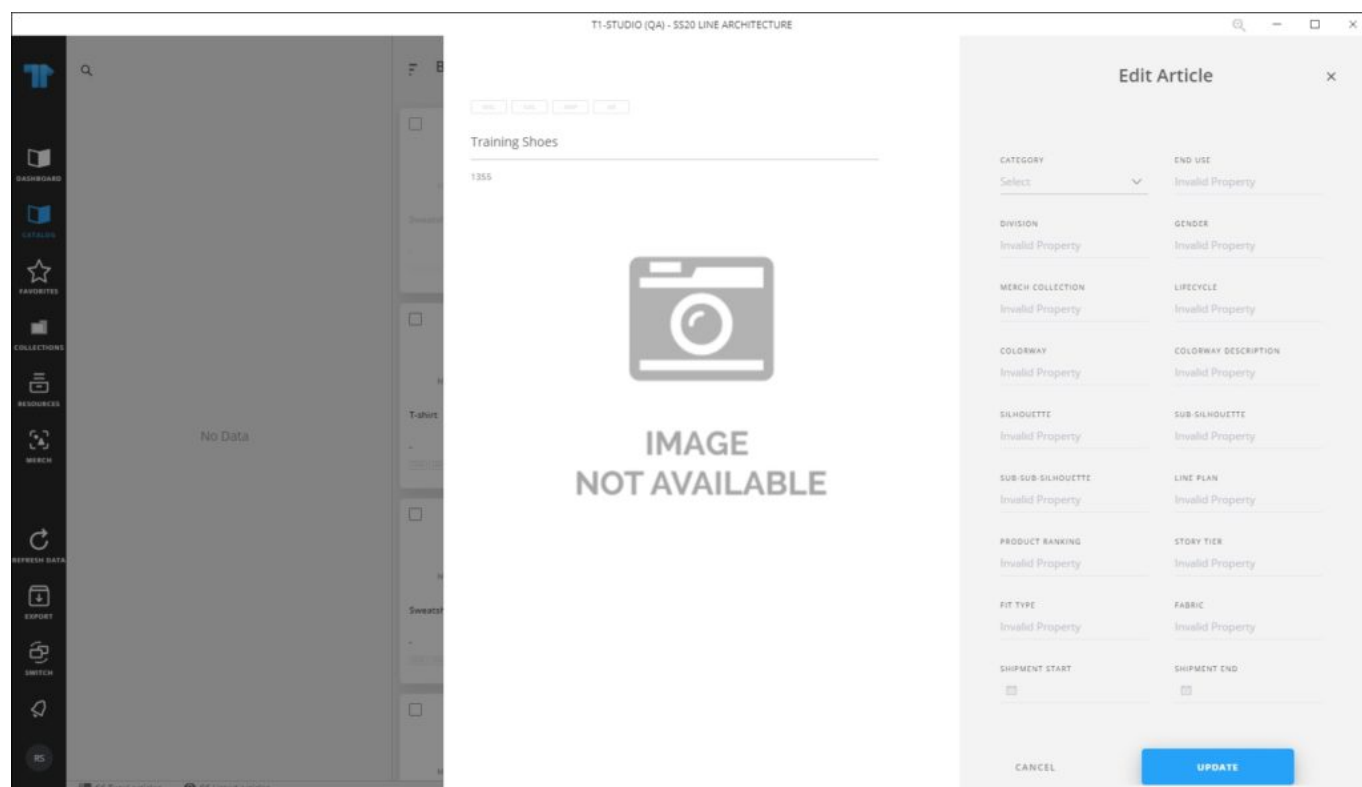 T1-STUDIO (QA) - SS20 LINE ARCHITECTURE
DASHBOARD
CATALOG
FAVORITES
COLLECTIONS
RESOURCES
MERCH
REFRESH DATA
EXPORT
SWITCH
RS
No Data
B
T-shirt
-
-
Training Shoes
1355
IMAGE
NOT AVAILABLE
Edit Article
CATEGORY END USE
Select Invalid Property
DIVISION GENDER
Invalid Property Invalid Property
MERCH COLLECTION LIFECYCLE
Invalid Property Invalid Property
COLORWAY COLORWAY DESCRIPTION
Invalid Property Invalid Property
SILHOUETTE SUB-SILHOUETTE
Invalid Property Invalid Property
SUB-SUB-SILHOUETTE LINE PLAN
Invalid Property Invalid Property
PRODUCT RANKING STORY TIER
Invalid Property Invalid Property
FIT TYPE FABRIC
Invalid Property Invalid Property
SHIPMENT START SHIPMENT END
CANCEL UPDATE